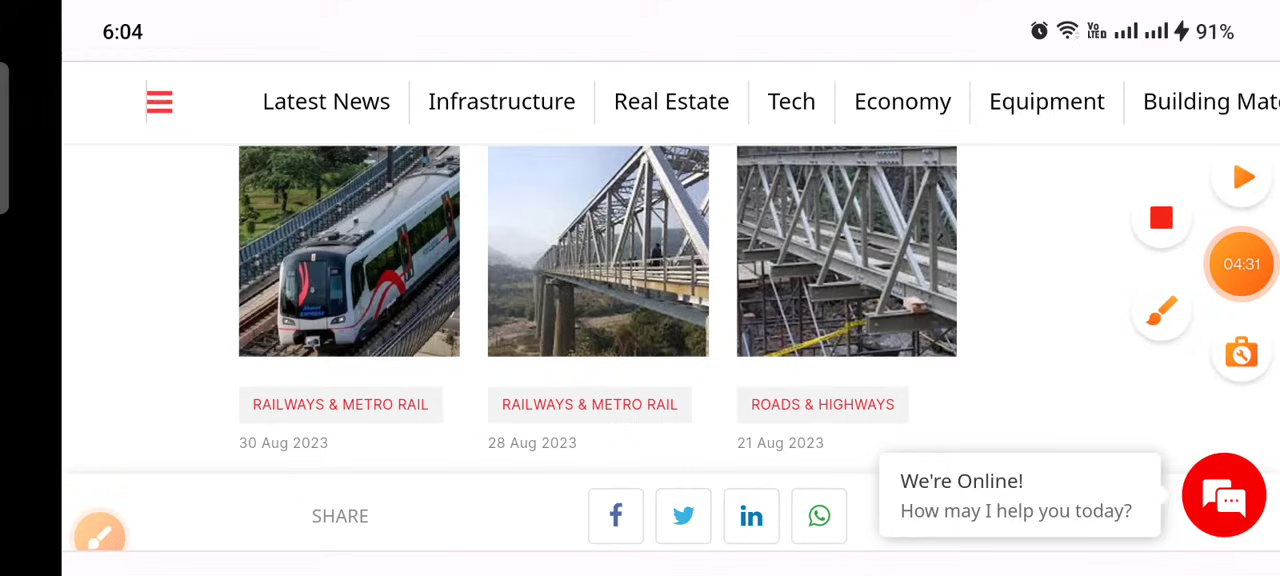 6:04
Vo LTED 91%
Latest News Infrastructure Real Estate Tech Economy Equipment Building Mat
RAILWAYS & METRO RAIL RAILWAYS & METRO RAIL ROADS & HIGHWAYS
30 Aug 2023 28 Aug 2023 21 Aug 2023
04:31
SHARE
We're Online!
How may I help you today?